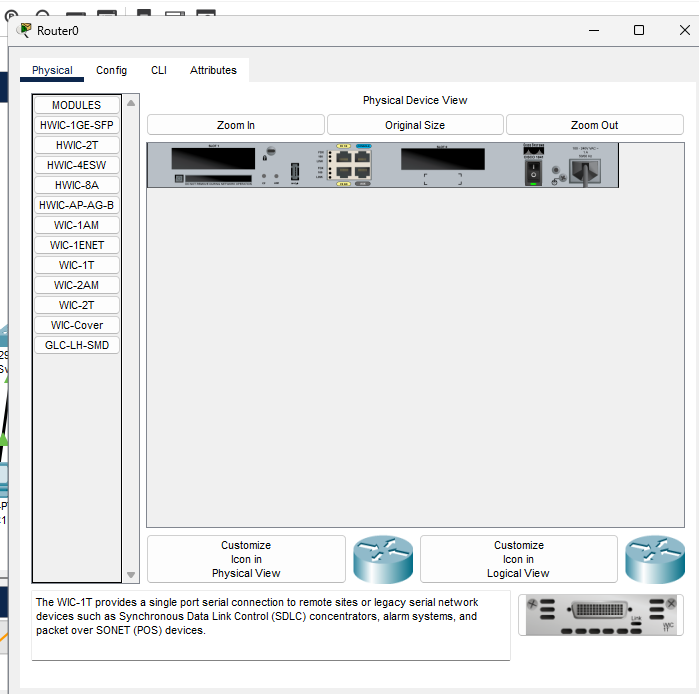 Router0
Physical
Config
CLI
Attributes
MODULES
HWIC-1GE-SFP
HWIC-2T
HWIC-4ESW
HWIC-8A
HWIC-AP-AG-B
WIC-1AM
WIC-1ENET
WIC-1T
WIC-2AM
WIC-2T
WIC-Cover
GLC-LH-SMD
Physical Device View
Zoom In
Original Size
Zoom Out
Customize
Icon in
Physical View
Customize
Icon in
Logical View
The WIC-1T provides a single port serial connection to remote sites or legacy serial network
devices such as Synchronous Data Link Control (SDLC) concentrators, alarm systems, and
packet over SONET (POS) devices.
Link
WIC
1T
29